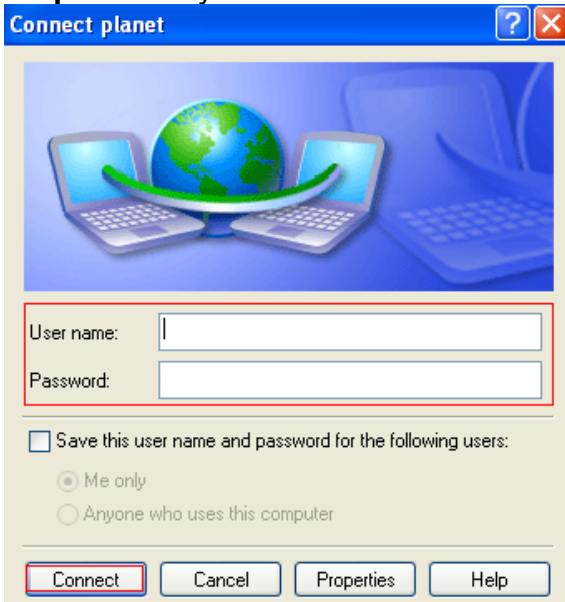 Connect planet
User name:
Password:
Save this user name and password for the following users:
Me only
Anyone who uses this computer
Connect Cancel Properties Help